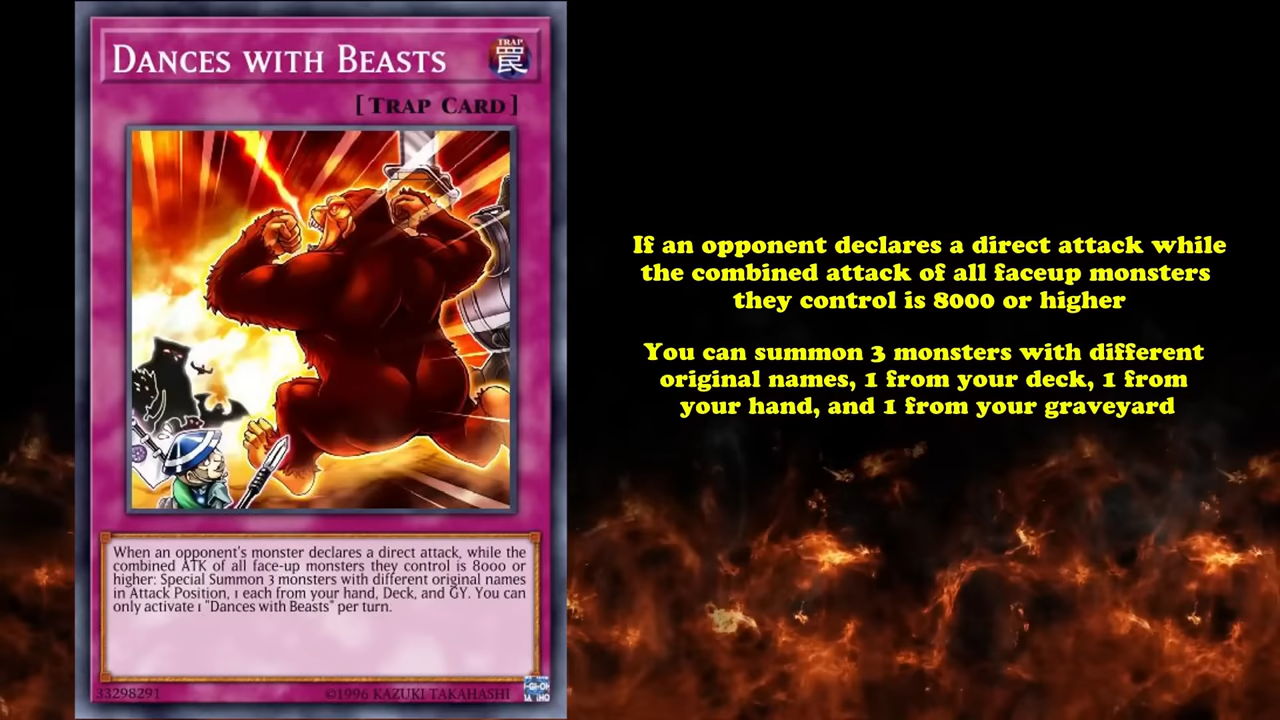 DANCES WITH BEASTS
TRAP
罠
[TRAP CARD]
When an opponent's monster declares a direct attack, while the
combined ATK of all face-up monsters they control is 8000 or
higher: Special Summon 3 monsters with different original names
in Attack Position, 1 each from your hand, Deck, and GY. You can
only activate 1 "Dances with Beasts" per turn.
33298291
©1996 KAZUKI TAKAHASHI
If an opponent declares a direct attack while
the combined attack of all faceup monsters
they control is 8000 or higher
You can summon 3 monsters with different
original names, 1 from your deck, 1 from
your hand, and 1 from your graveyard